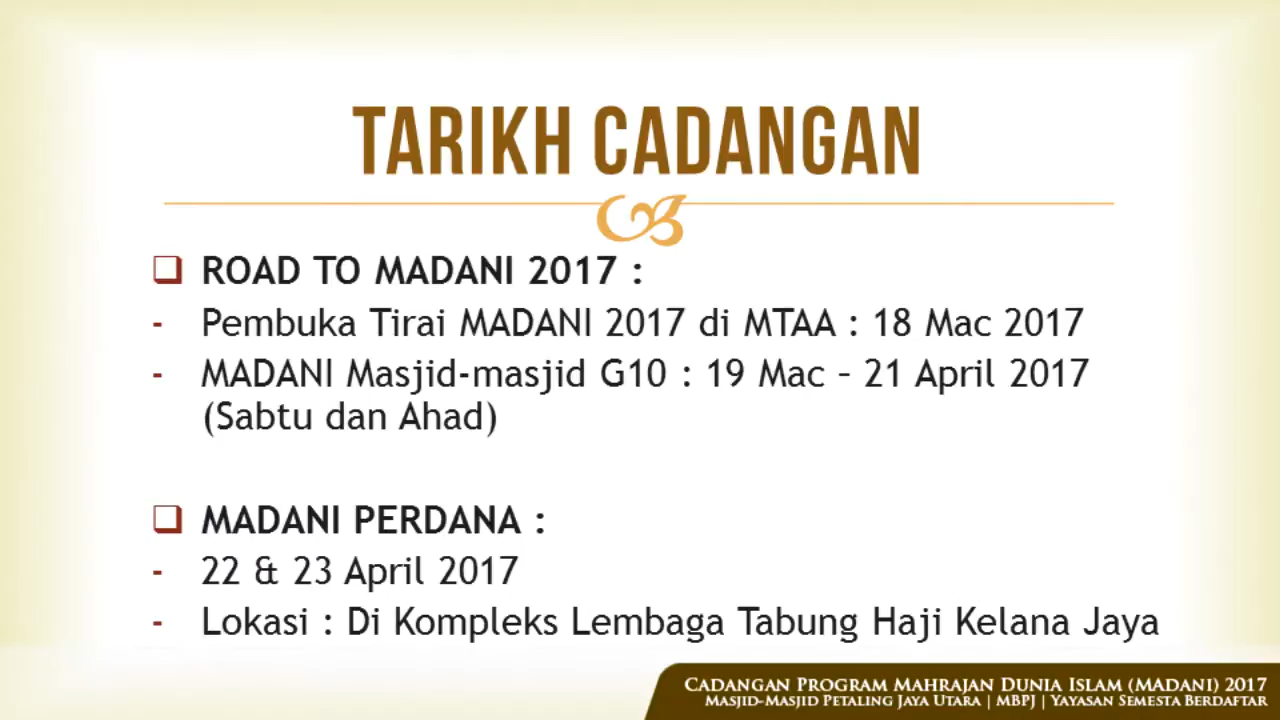 TARIKH CADANGAN
ROAD TO MADANI 2017 :
- Pembuka Tirai MADANI 2017 di MTAA : 18 Mac 2017
- MADANI Masjid-masjid G10 : 19 Mac – 21 April 2017
(Sabtu dan Ahad)
MADANI PERDANA :
- 22 & 23 April 2017
- Lokasi : Di Kompleks Lembaga Tabung Haji Kelana Jaya
CADANGAN PROGRAM MAHRAJAN DUNIA ISLAM (MADANI) 2017
MASJID-MASJID PETALING JAYA UTARA | MBPJ | YAYASAN SEMESTA BERDAFTAR